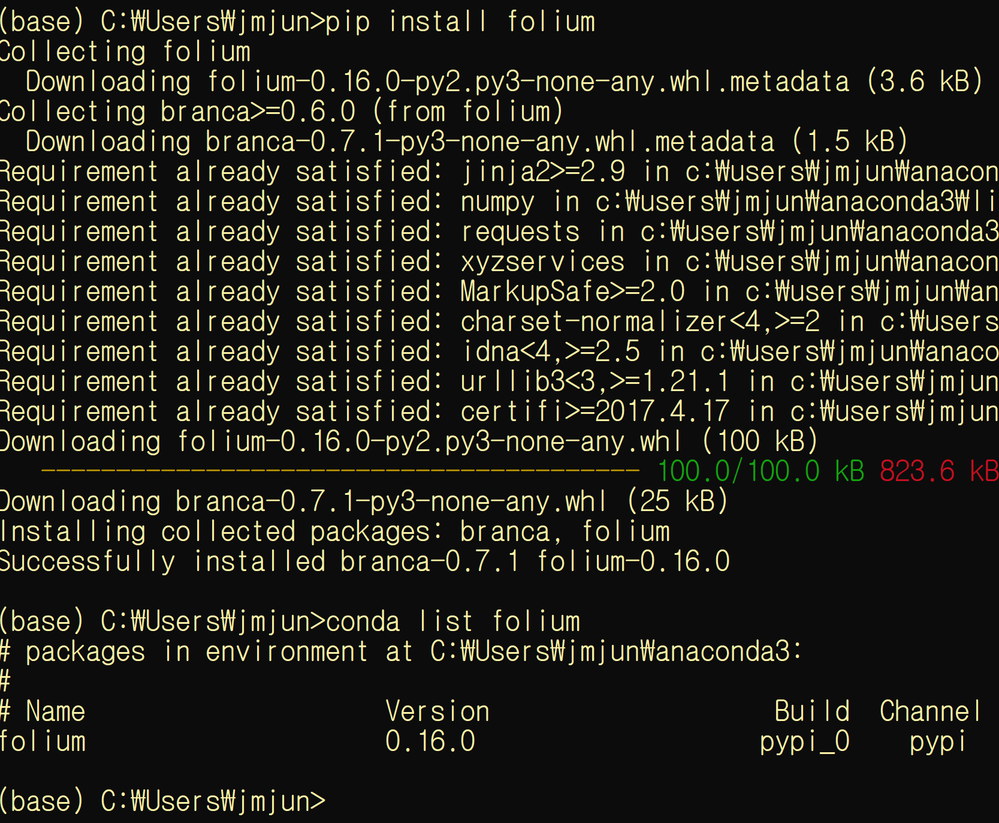 (base) C:₩Users₩jmjun>pip install folium
Collecting folium
  Downloading folium-0.16.0-py2.py3-none-any.whl.metadata (3.6 kB)
Collecting branca>=0.6.0 (from folium)
  Downloading branca-0.7.1-py3-none-any.whl.metadata (1.5 kB)
Requirement already satisfied: jinja2>=2.9 in c:₩users₩jmjun₩anacon
Requirement already satisfied: numpy in c:₩users₩jmjun₩anaconda3₩li
Requirement already satisfied: requests in c:₩users₩jmjun₩anaconda3
Requirement already satisfied: xyzservices in c:₩users₩jmjun₩anacon
Requirement already satisfied: MarkupSafe>=2.0 in c:₩users₩jmjun₩an
Requirement already satisfied: charset-normalizer<4,>=2 in c:₩users
Requirement already satisfied: idna<4,>=2.5 in c:₩users₩jmjun₩anaco
Requirement already satisfied: urllib3<3,>=1.21.1 in c:₩users₩jmjun
Requirement already satisfied: certifi>=2017.4.17 in c:₩users₩jmjun
Downloading folium-0.16.0-py2.py3-none-any.whl (100 kB)
   ---------------------------------------- 100.0/100.0 kB 823.6 kB
Downloading branca-0.7.1-py3-none-any.whl (25 kB)
Installing collected packages: branca, folium
Successfully installed branca-0.7.1 folium-0.16.0
(base) C:₩Users₩jmjun>conda list folium
# packages in environment at C:₩Users₩jmjun₩anaconda3:
#
# Name                    Version                   Build  Channel
folium                    0.16.0                   pypi_0    pypi
(base) C:₩Users₩jmjun>